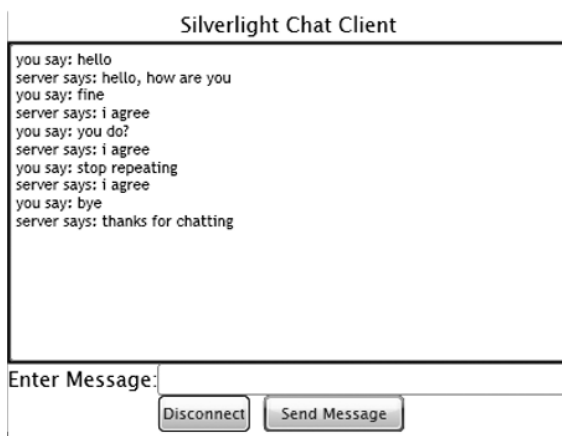 Silverlight Chat Client
you say: hello
server says: hello, how are you
you say: fine
server says: i agree
you say: you do?
server says: i agree
you say: stop repeating
server says: i agree
you say: bye
server says: thanks for chatting
Enter Message:
Disconnect Send Message